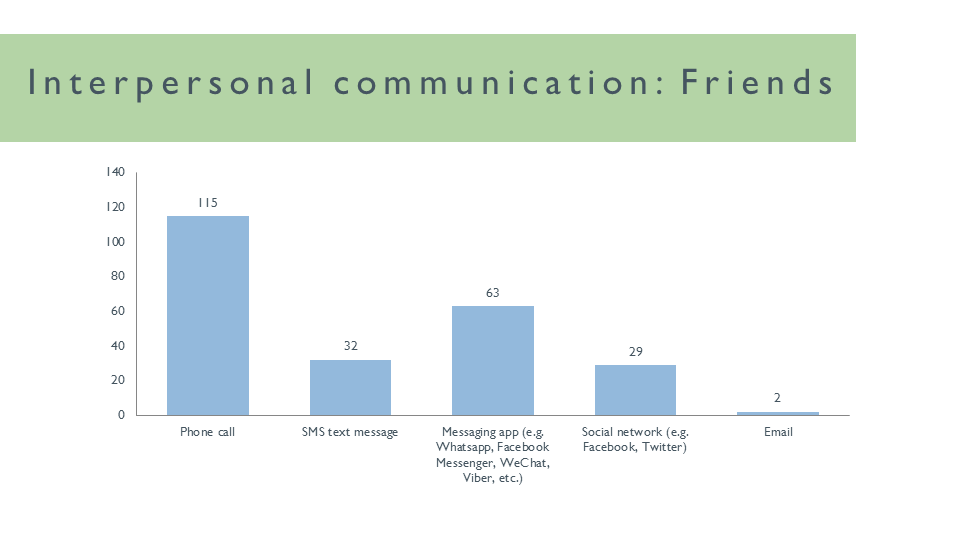 Interpersonal communication: Friends
140
120
100
80
60
40
20
0
115
32
63
29
2
Phone call
SMS text message
Messaging app (e.g.
Whatsapp, Facebook
Messenger, WeChat,
Viber, etc.)
Social network (e.g.
Facebook, Twitter)
Email